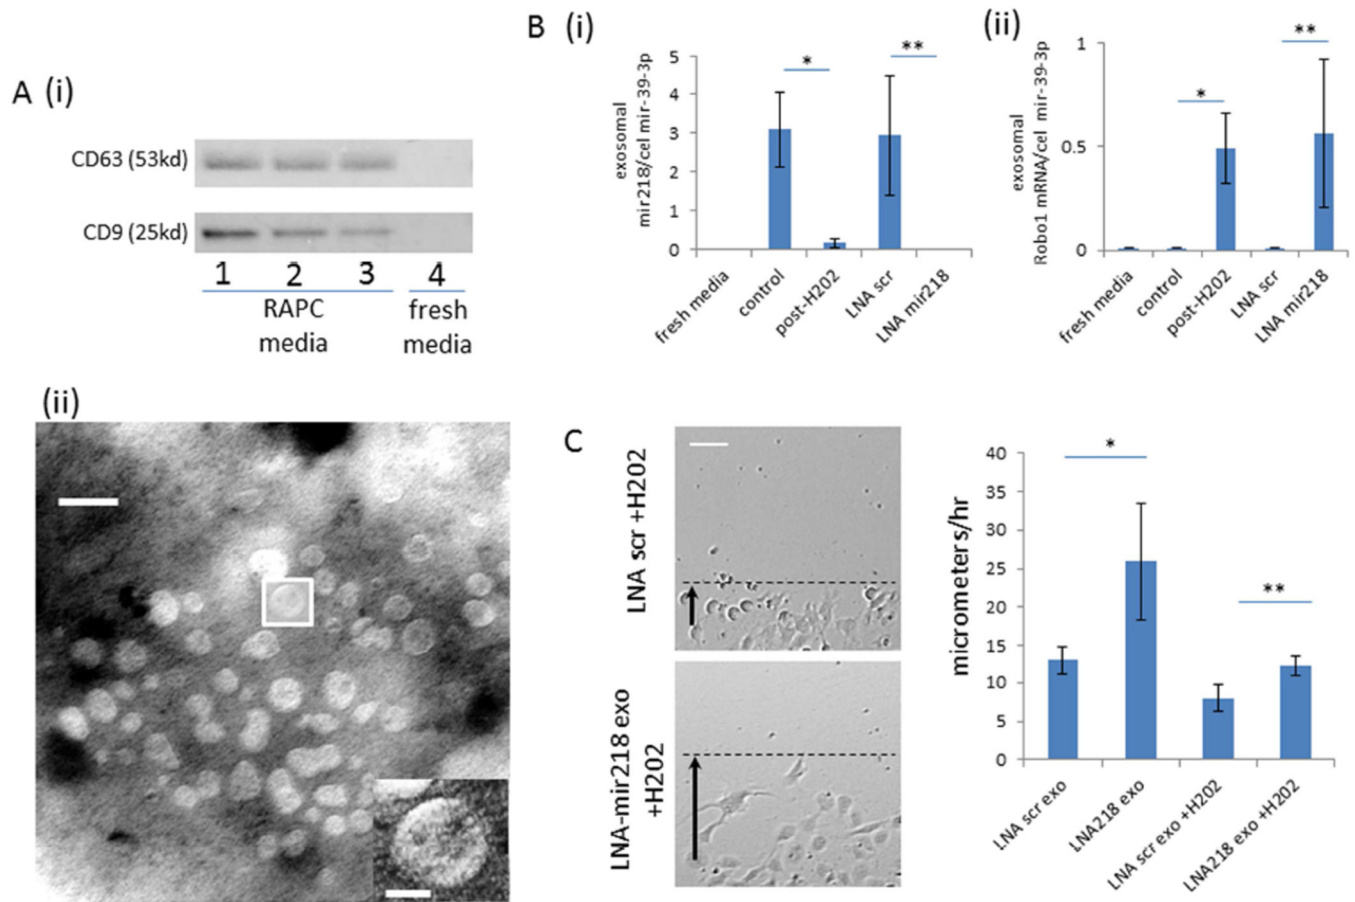 A (i)
CD63 (53kd)
CD9 (25kd)
1 2 3 4
RAPC
media
fresh
media
(ii)
B (i)
exosomal
mir218/cel mir-39-3p
5
4
3
2
1
0
*
**
fresh media
control
post-H202
LNA scr
LNA mir218
(ii)
exosomal
Robo1 mRNA/cel mir-39-3p
1
0.5
0
*
**
fresh media
control
post-H202
LNA scr
LNA mir218
C
LNA scr +H202
LNA-mir218 exo
+H202
micrometers/hr
40
35
30
25
20
15
10
5
0
*
**
LNA scr exo
LNA218 exo
LNA scr exo +H202
LNA218 exo +H202